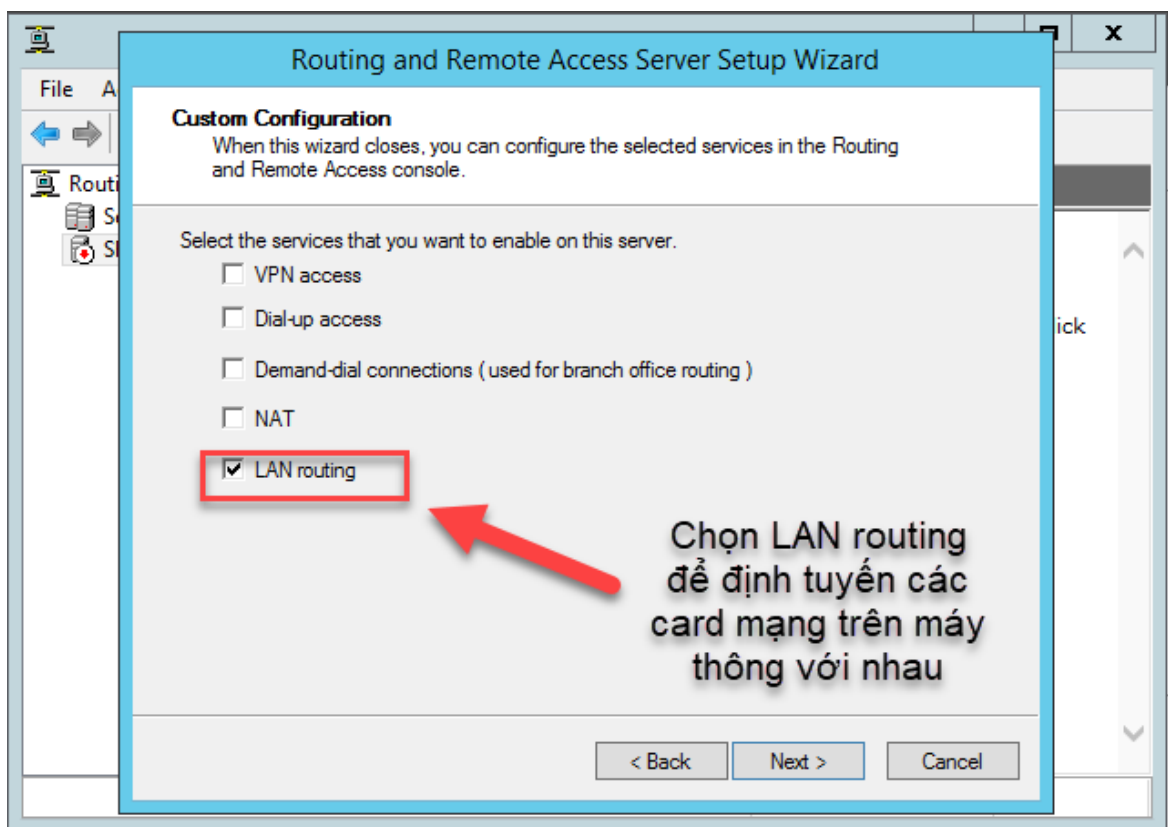 Routing and Remote Access Server Setup Wizard
X
File
Custom Configuration
When this wizard closes, you can configure the selected services in the Routing
and Remote Access console.
Select the services that you want to enable on this server.
VPN access
Dial-up access
ick
Demand-dial connections ( used for branch office routing )
NAT
LAN routing
Chọn LAN routing
để định tuyến các
card mạng trên máy
thông với nhau
< Back
Next >
Cancel